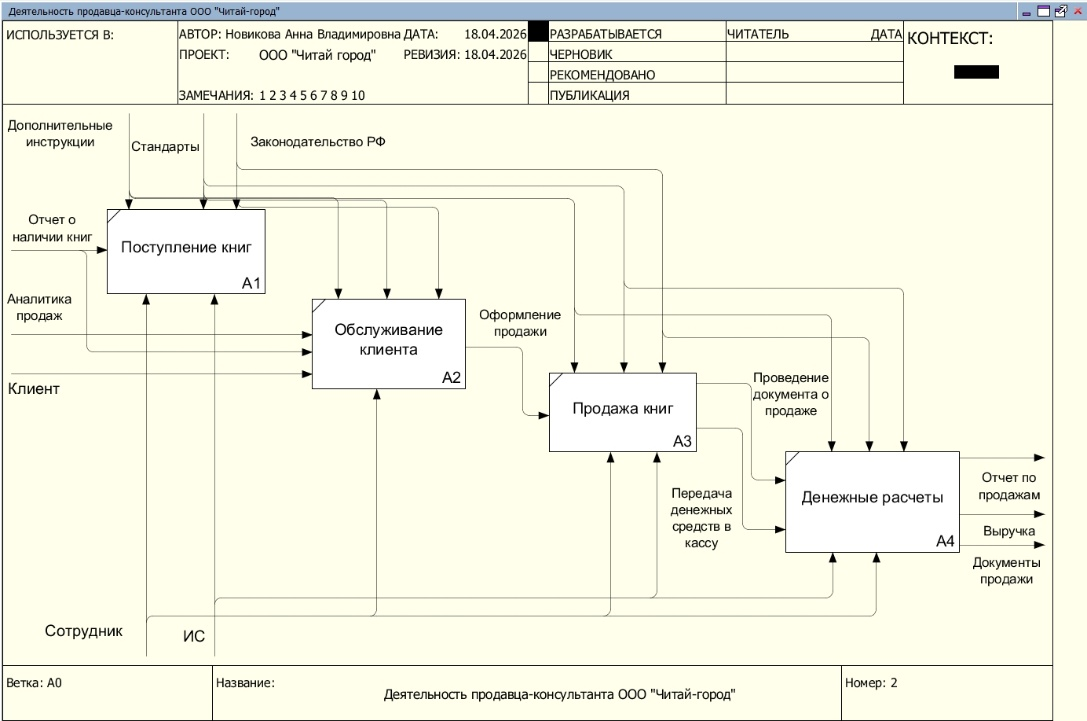 Деятельность продавца-консультанта ООО "Читай-город"
ИСПОЛЬЗУЕТСЯ В:
АВТОР: Новикова Анна Владимировна ДАТА: 18.04.2026
ПРОЕКТ: ООО "Читай город" РЕВИЗИЯ: 18.04.2026
ЗАМЕЧАНИЯ: 1 2 3 4 5 6 7 8 9 10
РАЗРАБАТЫВАЕТСЯ
ЧЕРНОВИК
РЕКОМЕНДОВАНО
ПУБЛИКАЦИЯ
ЧИТАТЕЛЬ ДАТА
КОНТЕКСТ:
Дополнительные
инструкции
Стандарты
Законодательство РФ
Отчет о
наличии книг
Поступление книг
A1
Аналитика
продаж
Клиент
Обслуживание
клиента
A2
Оформление
продажи
Продажа книг
A3
Проведение
документа о
продаже
Передача
денежных
средств в
кассу
Денежные расчеты
A4
Отчет по
продажам
Выручка
Документы
продажи
Сотрудник
ИС
Ветка: A0
Название:
Деятельность продавца-консультанта ООО "Читай-город"
Номер: 2